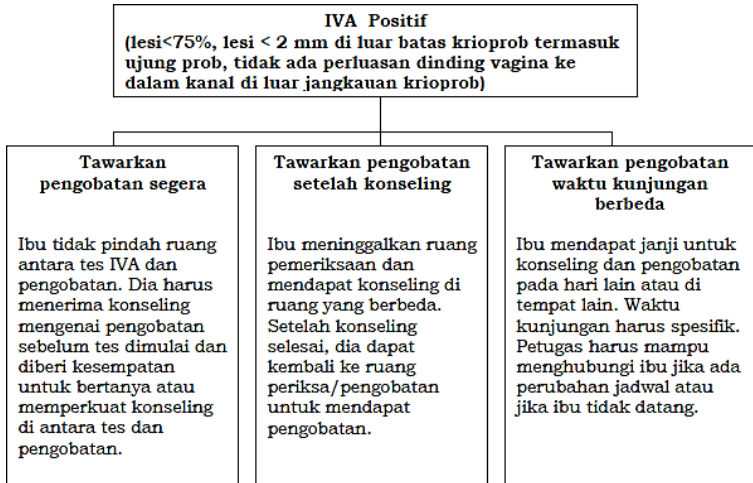 IVA Positif
(lesi<75%, lesi < 2 mm di luar batas krioprob termasuk
ujung prob, tidak ada perluasan dinding vagina ke
dalam kanal di luar jangkauan krioprob)
Tawarkan
pengobatan segera
Ibu tidak pindah ruang
antara tes IVA dan
pengobatan. Dia harus
menerima konseling
mengenai pengobatan
sebelum tes dimulai dan
diberi kesempatan
untuk bertanya atau
memperkuat konseling
di antara tes dan
pengobatan.
Tawarkan pengobatan
setelah konseling
Ibu meninggalkan ruang
pemeriksaan dan
mendapat konseling di
ruang yang berbeda.
Setelah konseling
selesai, dia dapat
kembali ke ruang
periksa/pengobatan
untuk mendapat
pengobatan.
Tawarkan pengobatan
waktu kunjungan
berbeda
Ibu mendapat janji untuk
konseling dan pengobatan
pada hari lain atau di
tempat lain. Waktu
kunjungan harus spesifik.
Petugas harus mampu
menghubungi ibu jika ada
perubahan jadwal atau
jika ibu tidak datang.